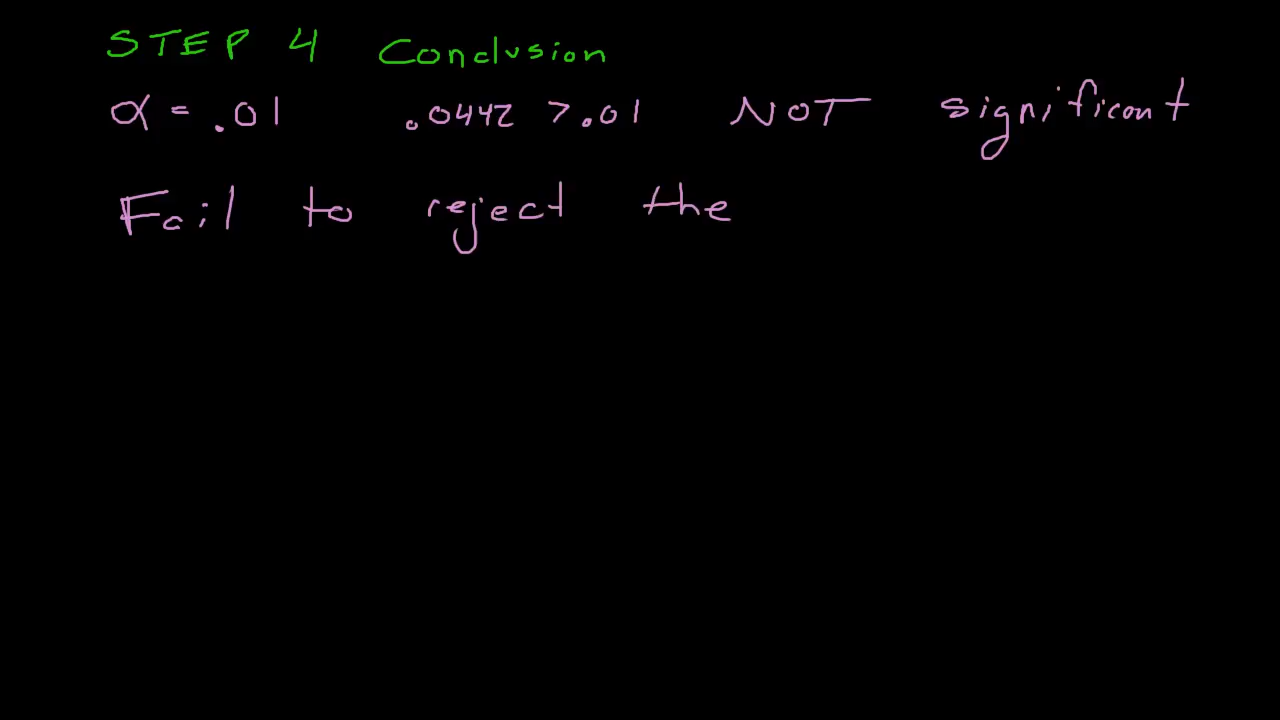 STEP 4 Conclusion
α = .01 .0442 > .01 NOT significant
Fail to reject the